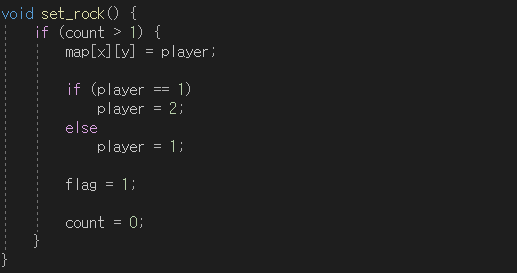 void set_rock() {
if (count > 1) {
map[x][y] = player;
if (player == 1)
player = 2;
else
player = 1;
flag = 1;
count = 0;
}
}